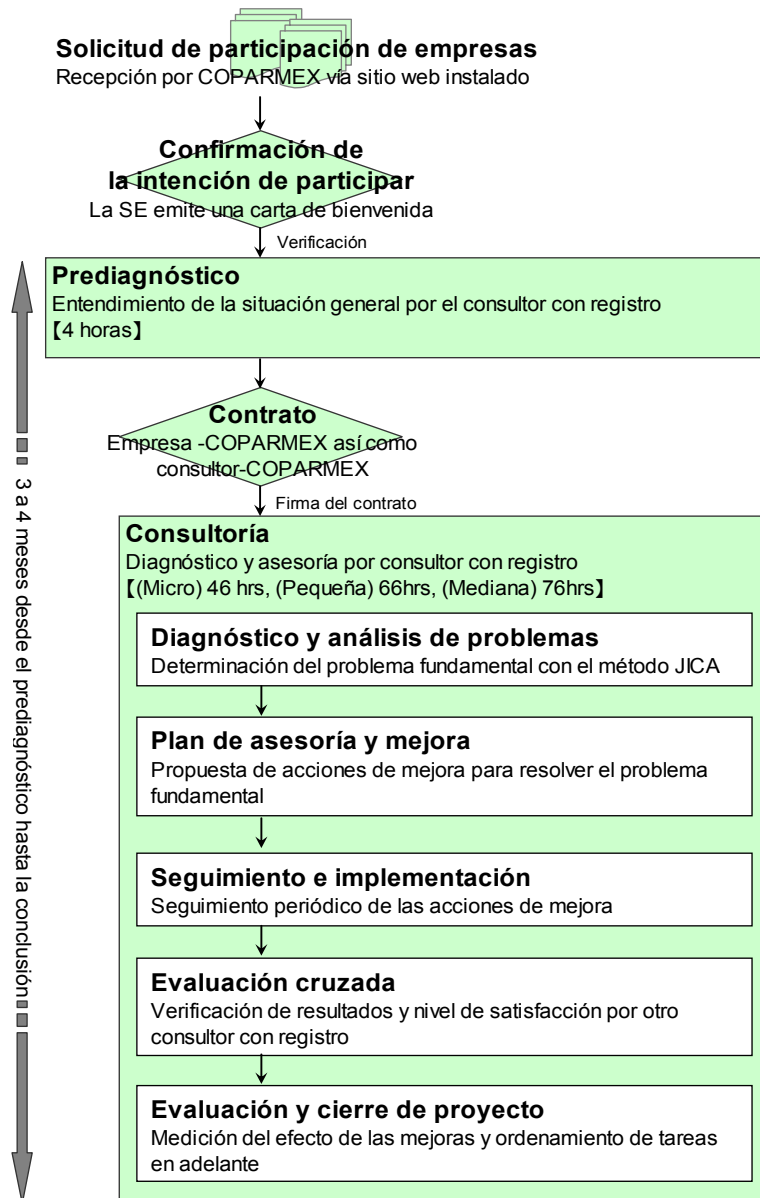 Solicitud de participación de empresas
Recepción por COPARMEX vía sitio web instalado
Confirmación de
la intención de participar
La SE emite una carta de bienvenida
Verificación
Prediagnóstico
Entendimiento de la situación general por el consultor con registro
【4 horas】
Contrato
Empresa -COPARMEX así como
consultor-COPARMEX
Firma del contrato
3 a 4 meses desde el prediagnóstico hasta la conclusión
Consultoría
Diagnóstico y asesoría por consultor con registro
【(Micro) 46 hrs, (Pequeña) 66hrs, (Mediana) 76hrs】
Diagnóstico y análisis de problemas
Determinación del problema fundamental con el método JICA
Plan de asesoría y mejora
Propuesta de acciones de mejora para resolver el problema
fundamental
Seguimiento e implementación
Seguimiento periódico de las acciones de mejora
Evaluación cruzada
Verificación de resultados y nivel de satisfacción por otro
consultor con registro
Evaluación y cierre de proyecto
Medición del efecto de las mejoras y ordenamiento de tareas
en adelante